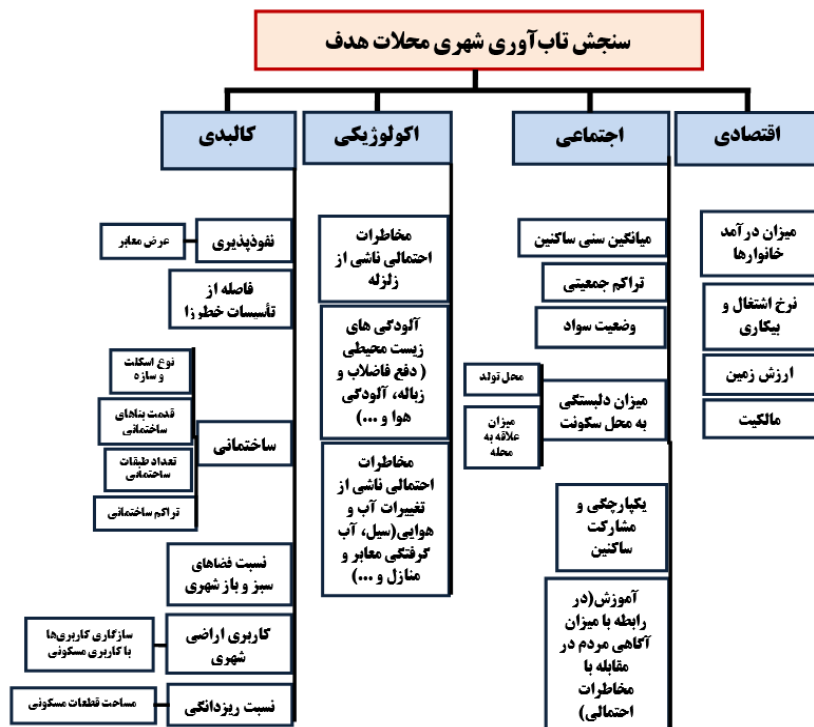 سنجش تاب‌آوری شهری محلات هدف
اقتصادی
میزان درآمد
خانوارها
نرخ اشتغال و
بیکاری
ارزش زمین
مالکیت
اجتماعی
میانگین سنی ساکنین
تراکم جمعیتی
وضعیت سواد
میزان دلبستگی
به محل سکونت
محل تولد
میزان
علاقه به
محله
یکپارچگی و
مشارکت
ساکنین
آموزش(در
رابطه با میزان
آگاهی مردم در
مقابله با
مخاطرات
احتمالی)
اکولوژیکی
مخاطرات
احتمالی ناشی از
زلزله
آلودگی های
زیست محیطی
( دفع فاضلاب و
زباله، آلودگی
هوا و ...)
مخاطرات
احتمالی ناشی از
تغییرات آب و
هوایی(سیل، آب
گرفتگی معابر و
منازل و ...)
کالبدی
نفوذپذیری
عرض معابر
فاصله از
تأسیسات خطرزا
ساختمانی
نوع اسکلت
و سازه
قدمت بناهای
ساختمانی
تعداد طبقات
ساختمانی
تراکم ساختمانی
نسبت فضاهای
سبز و باز شهری
کاربری اراضی
شهری
سازگاری کاربری‌ها
با کاربری مسکونی
نسبت ریزدانگی
مساحت قطعات مسکونی